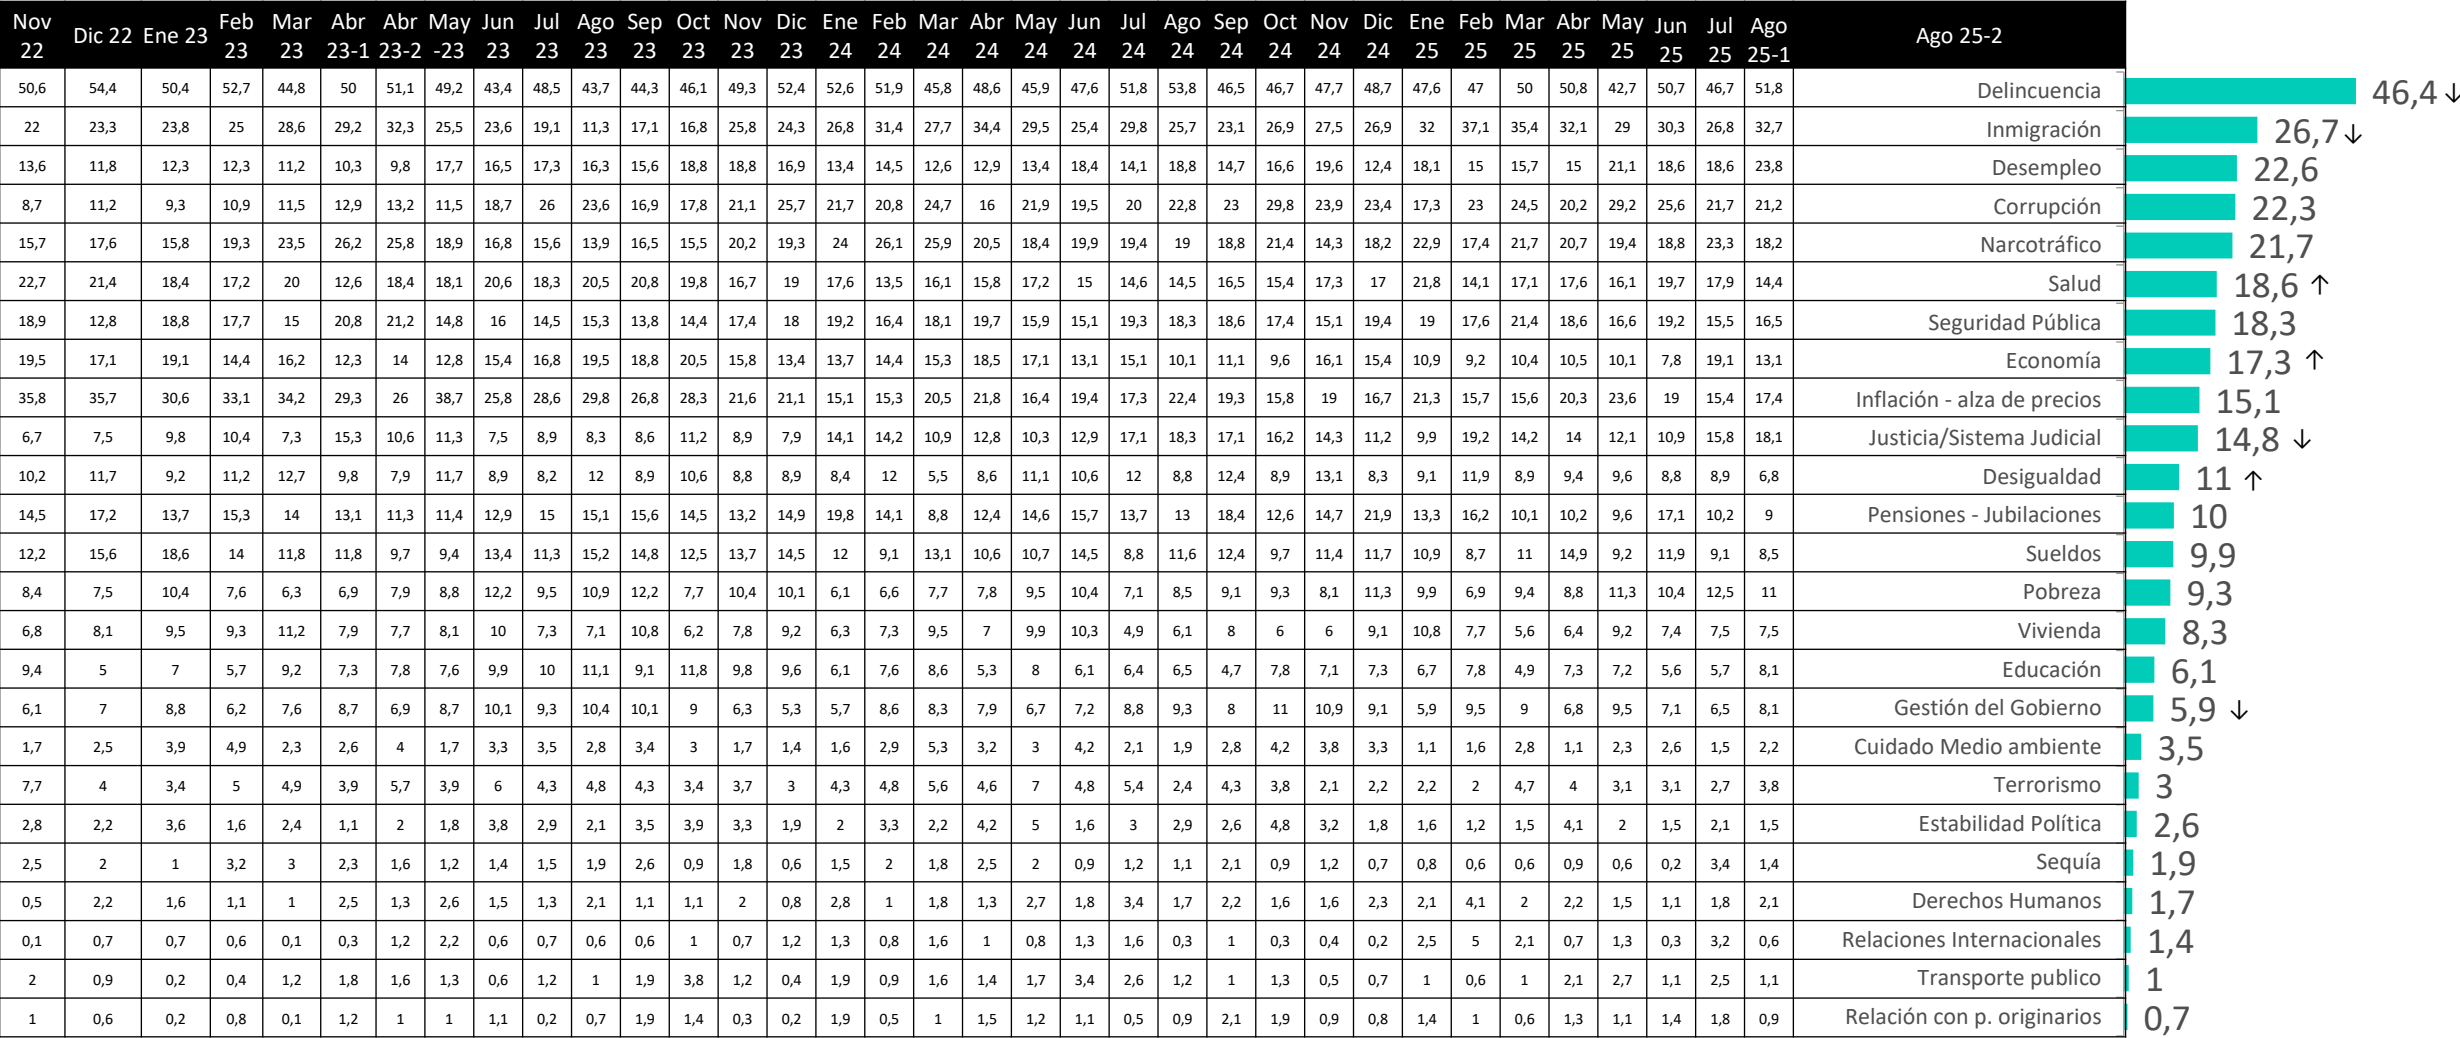 Nov 22 Dic 22 Ene 23 Feb 23 Mar 23 Abr 23-1 Abr 23-2 May -23 Jun 23 Jul 23 Ago 23 Sep 23 Oct 23 Nov 23 Dic 23 Ene 24 Feb 24 Mar 24 Abr 24 May 24 Jun 24 Jul 24 Ago 24 Sep 24 Oct 24 Nov 24 Dic 24 Ene 25 Feb 25 Mar 25 Abr 25 May 25 Jun 25 Jul 25 Ago 25-1 Ago 25-2
50,6 54,4 50,4 52,7 44,8 50 51,1 49,2 43,4 48,5 43,7 44,3 46,1 49,3 52,4 52,6 51,9 45,8 48,6 45,9 47,6 51,8 53,8 46,5 46,7 47,7 48,7 47,6 47 50 50,8 42,7 50,7 46,7 51,8 Delincuencia 46,4 ↓
22 23,3 23,8 25 28,6 29,2 32,3 25,5 23,6 19,1 11,3 17,1 16,8 25,8 24,3 26,8 31,4 27,7 34,4 29,5 25,4 29,8 25,7 23,1 26,9 27,5 26,9 32 37,1 35,4 32,1 29 30,3 26,8 32,7 Inmigración 26,7 ↓
13,6 11,8 12,3 12,3 11,2 10,3 9,8 17,7 16,5 17,3 16,3 15,6 18,8 18,8 16,9 13,4 14,5 12,6 12,9 13,4 18,4 14,1 18,8 14,7 16,6 19,6 12,4 18,1 15 15,7 15 21,1 18,6 18,6 23,8 Desempleo 22,6
8,7 11,2 9,3 10,9 11,5 12,9 13,2 11,5 18,7 26 23,6 16,9 17,8 21,1 25,7 21,7 20,8 24,7 16 21,9 19,5 20 22,8 23 29,8 23,9 23,4 17,3 23 24,5 20,2 29,2 25,6 21,7 21,2 Corrupción 22,3
15,7 17,6 15,8 19,3 23,5 26,2 25,8 18,9 16,8 15,6 13,9 16,5 15,5 20,2 19,3 24 26,1 25,9 20,5 18,4 19,9 19,4 19 18,8 21,4 14,3 18,2 22,9 17,4 21,7 20,7 19,4 18,8 23,3 18,2 Narcotráfico 21,7
22,7 21,4 18,4 17,2 20 12,6 18,4 18,1 20,6 18,3 20,5 20,8 19,8 16,7 19 17,6 13,5 16,1 15,8 17,2 15 14,6 14,5 16,5 15,4 17,3 17 21,8 14,1 17,1 17,6 16,1 19,7 17,9 14,4 Salud 18,6 ↑
18,9 12,8 18,8 17,7 15 20,8 21,2 14,8 16 14,5 15,3 13,8 14,4 17,4 18 19,2 16,4 18,1 19,7 15,9 15,1 19,3 18,3 18,6 17,4 15,1 19,4 19 17,6 21,4 18,6 16,6 19,2 15,5 16,5 Seguridad Pública 18,3
19,5 17,1 19,1 14,4 16,2 12,3 14 12,8 15,4 16,8 19,5 18,8 20,5 15,8 13,4 13,7 14,4 15,3 18,5 17,1 13,1 15,1 10,1 11,1 9,6 16,1 15,4 10,9 9,2 10,4 10,5 10,1 7,8 19,1 13,1 Economía 17,3 ↑
35,8 35,7 30,6 33,1 34,2 29,3 26 38,7 25,8 28,6 29,8 26,8 28,3 21,6 21,1 15,1 15,3 20,5 21,8 16,4 19,4 17,3 22,4 19,3 15,8 19 16,7 21,3 15,7 15,6 20,3 23,6 19 15,4 17,4 Inflación - alza de precios 15,1
6,7 7,5 9,8 10,4 7,3 15,3 10,6 11,3 7,5 8,9 8,3 8,6 11,2 8,9 7,9 14,1 14,2 10,9 12,8 10,3 12,9 17,1 18,3 17,1 16,2 14,3 11,2 9,9 19,2 14,2 14 12,1 10,9 15,8 18,1 Justicia/Sistema Judicial 14,8 ↓
10,2 11,7 9,2 11,2 12,7 9,8 7,9 11,7 8,9 8,2 12 8,9 10,6 8,8 8,9 8,4 12 5,5 8,6 11,1 10,6 12 8,8 12,4 8,9 13,1 8,3 9,1 11,9 8,9 9,4 9,6 8,8 8,9 6,8 Desigualdad 11 ↑
14,5 17,2 13,7 15,3 14 13,1 11,3 11,4 12,9 15 15,1 15,6 14,5 13,2 14,9 19,8 14,1 8,8 12,4 14,6 15,7 13,7 13 18,4 12,6 14,7 21,9 13,3 16,2 10,1 10,2 9,6 17,1 10,2 9 Pensiones - Jubilaciones 10
12,2 15,6 18,6 14 11,8 11,8 9,7 9,4 13,4 11,3 15,2 14,8 12,5 13,7 14,5 12 9,1 13,1 10,6 10,7 14,5 8,8 11,6 12,4 9,7 11,4 11,7 10,9 8,7 11 14,9 9,2 11,9 9,1 8,5 Sueldos 9,9
8,4 7,5 10,4 7,6 6,3 6,9 7,9 8,8 12,2 9,5 10,9 12,2 7,7 10,4 10,1 6,1 6,6 7,7 7,8 9,5 10,4 7,1 8,5 9,1 9,3 8,1 11,3 9,9 6,9 9,4 8,8 11,3 10,4 12,5 11 Pobreza 9,3
6,8 8,1 9,5 9,3 11,2 7,9 7,7 8,1 10 7,3 7,1 10,8 6,2 7,8 9,2 6,3 7,3 9,5 7 9,9 10,3 4,9 6,1 8 6 6 9,1 10,8 7,7 5,6 6,4 9,2 7,4 7,5 7,5 Vivienda 8,3
9,4 5 7 5,7 9,2 7,3 7,8 7,6 9,9 10 11,1 9,1 11,8 9,8 9,6 6,1 7,6 8,6 5,3 8 6,1 6,4 6,5 4,7 7,8 7,1 7,3 6,7 7,8 4,9 7,3 7,2 5,6 5,7 8,1 Educación 6,1
6,1 7 8,8 6,2 7,6 8,7 6,9 8,7 10,1 9,3 10,4 10,1 9 6,3 5,3 5,7 8,6 8,3 7,9 6,7 7,2 8,8 9,3 8 11 10,9 9,1 5,9 9,5 9 6,8 9,5 7,1 6,5 8,1 Gestión del Gobierno 5,9 ↓
1,7 2,5 3,9 4,9 2,3 2,6 4 1,7 3,3 3,5 2,8 3,4 3 1,7 1,4 1,6 2,9 5,3 3,2 3 4,2 2,1 1,9 2,8 4,2 3,8 3,3 1,1 1,6 2,8 1,1 2,3 2,6 1,5 2,2 Cuidado Medio ambiente 3,5
7,7 4 3,4 5 4,9 3,9 5,7 3,9 6 4,3 4,8 4,3 3,4 3,7 3 4,3 4,8 5,6 4,6 7 4,8 5,4 2,4 4,3 3,8 2,1 2,2 2,2 2 4,7 4 3,1 3,1 2,7 3,8 Terrorismo 3
2,8 2,2 3,6 1,6 2,4 1,1 2 1,8 3,8 2,9 2,1 3,5 3,9 3,3 1,9 2 3,3 2,2 4,2 5 1,6 3 2,9 2,6 4,8 3,2 1,8 1,6 1,2 1,5 4,1 2 1,5 2,1 1,5 Estabilidad Política 2,6
2,5 2 1 3,2 3 2,3 1,6 1,2 1,4 1,5 1,9 2,6 0,9 1,8 0,6 1,5 2 1,8 2,5 2 0,9 1,2 1,1 2,1 0,9 1,2 0,7 0,8 0,6 0,6 0,9 0,6 0,2 3,4 1,4 Sequía 1,9
0,5 2,2 1,6 1,1 1 2,5 1,3 2,6 1,5 1,3 2,1 1,1 1,1 2 0,8 2,8 1 1,8 1,3 2,7 1,8 3,4 1,7 2,2 1,6 1,6 2,3 2,1 4,1 2 2,2 1,5 1,1 1,8 2,1 Derechos Humanos 1,7
0,1 0,7 0,7 0,6 0,1 0,3 1,2 2,2 0,6 0,7 0,6 0,6 1 0,7 1,2 1,3 0,8 1,6 1 0,8 1,3 1,6 0,3 1 0,3 0,4 0,2 2,5 5 2,1 0,7 1,3 0,3 3,2 0,6 Relaciones Internacionales 1,4
2 0,9 0,2 0,4 1,2 1,8 1,6 1,3 0,6 1,2 1 1,9 3,8 1,2 0,4 1,9 0,9 1,6 1,4 1,7 3,4 2,6 1,2 1 1,3 0,5 0,7 1 0,6 1 2,1 2,7 1,1 2,5 1,1 Transporte publico 1
1 0,6 0,2 0,8 0,1 1,2 1 1 1,1 0,2 0,7 1,9 1,4 0,3 0,2 1,9 0,5 1 1,5 1,2 1,1 0,5 0,9 2,1 1,9 0,9 0,8 1,4 1 0,6 1,3 1,1 1,4 1,8 0,9 Relación con p. originarios 0,7